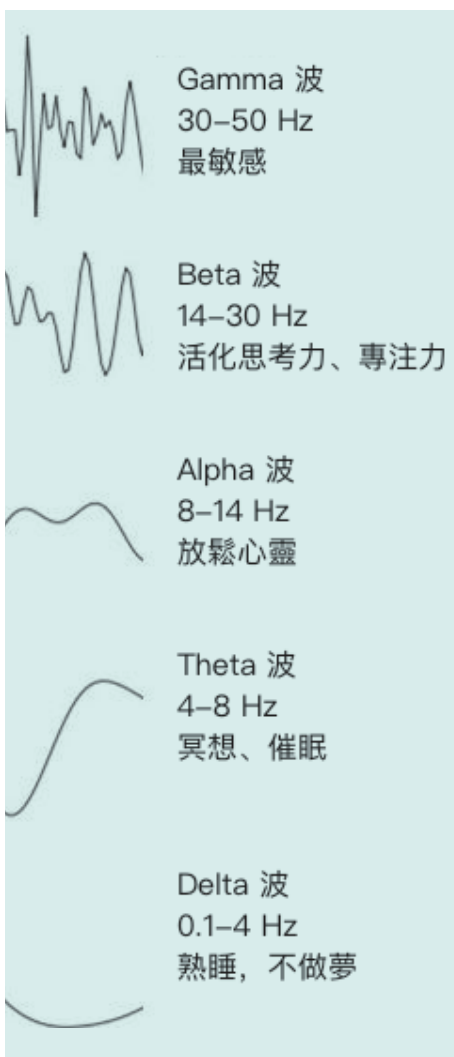 Gamma 波
30–50 Hz
最敏感
Beta 波
14–30 Hz
活化思考力、專注力
Alpha 波
8–14 Hz
放鬆心靈
Theta 波
4–8 Hz
冥想、催眠
Delta 波
0.1–4 Hz
熟睡，不做夢